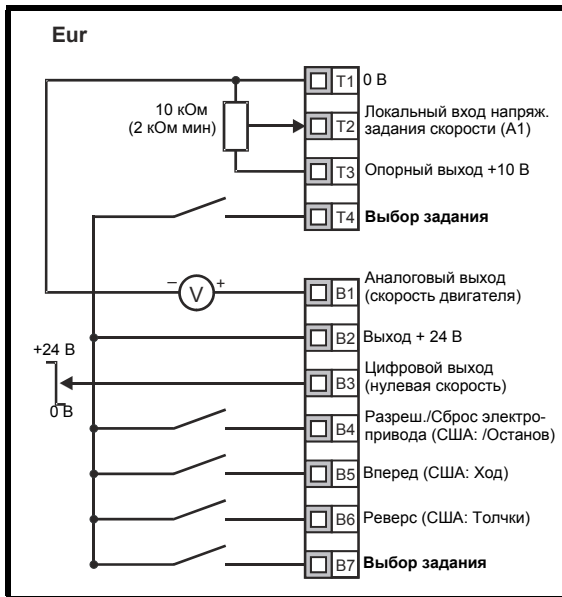 Eur
T1 0 В
10 кОм
(2 кОм мин)
T2 Локальный вход напряж.
задания скорости (A1)
T3 Опорный выход +10 В
T4 Выбор задания
– V +
B1 Аналоговый выход
(скорость двигателя)
B2 Выход + 24 В
+24 В
0 В
B3 Цифровой выход
(нулевая скорость)
B4 Разреш./Сброс электро-
привода (США: /Останов)
B5 Вперед (США: Ход)
B6 Реверс (США: Толчки)
B7 Выбор задания